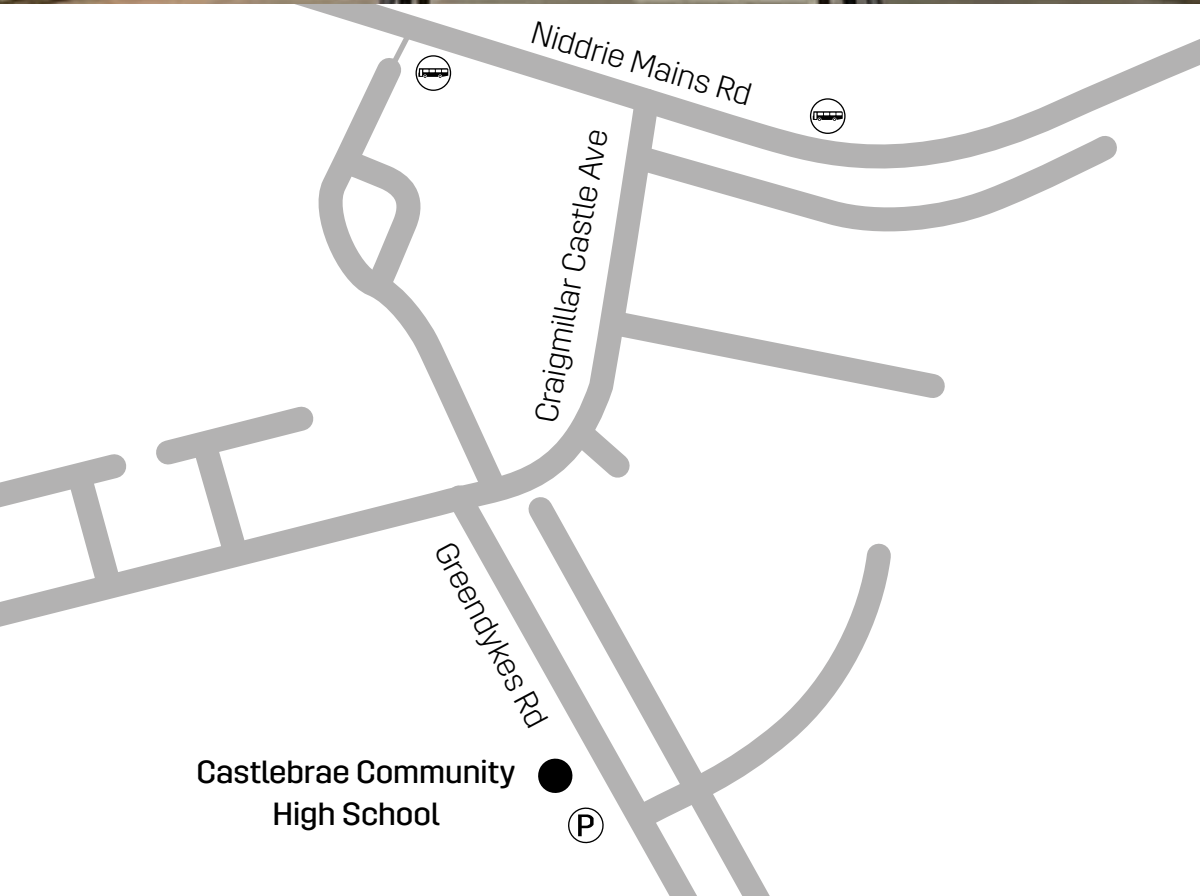 Niddrie Mains Rd
Craigmillar Castle Ave
Greendykes Rd
Castlebrae Community
High School
P